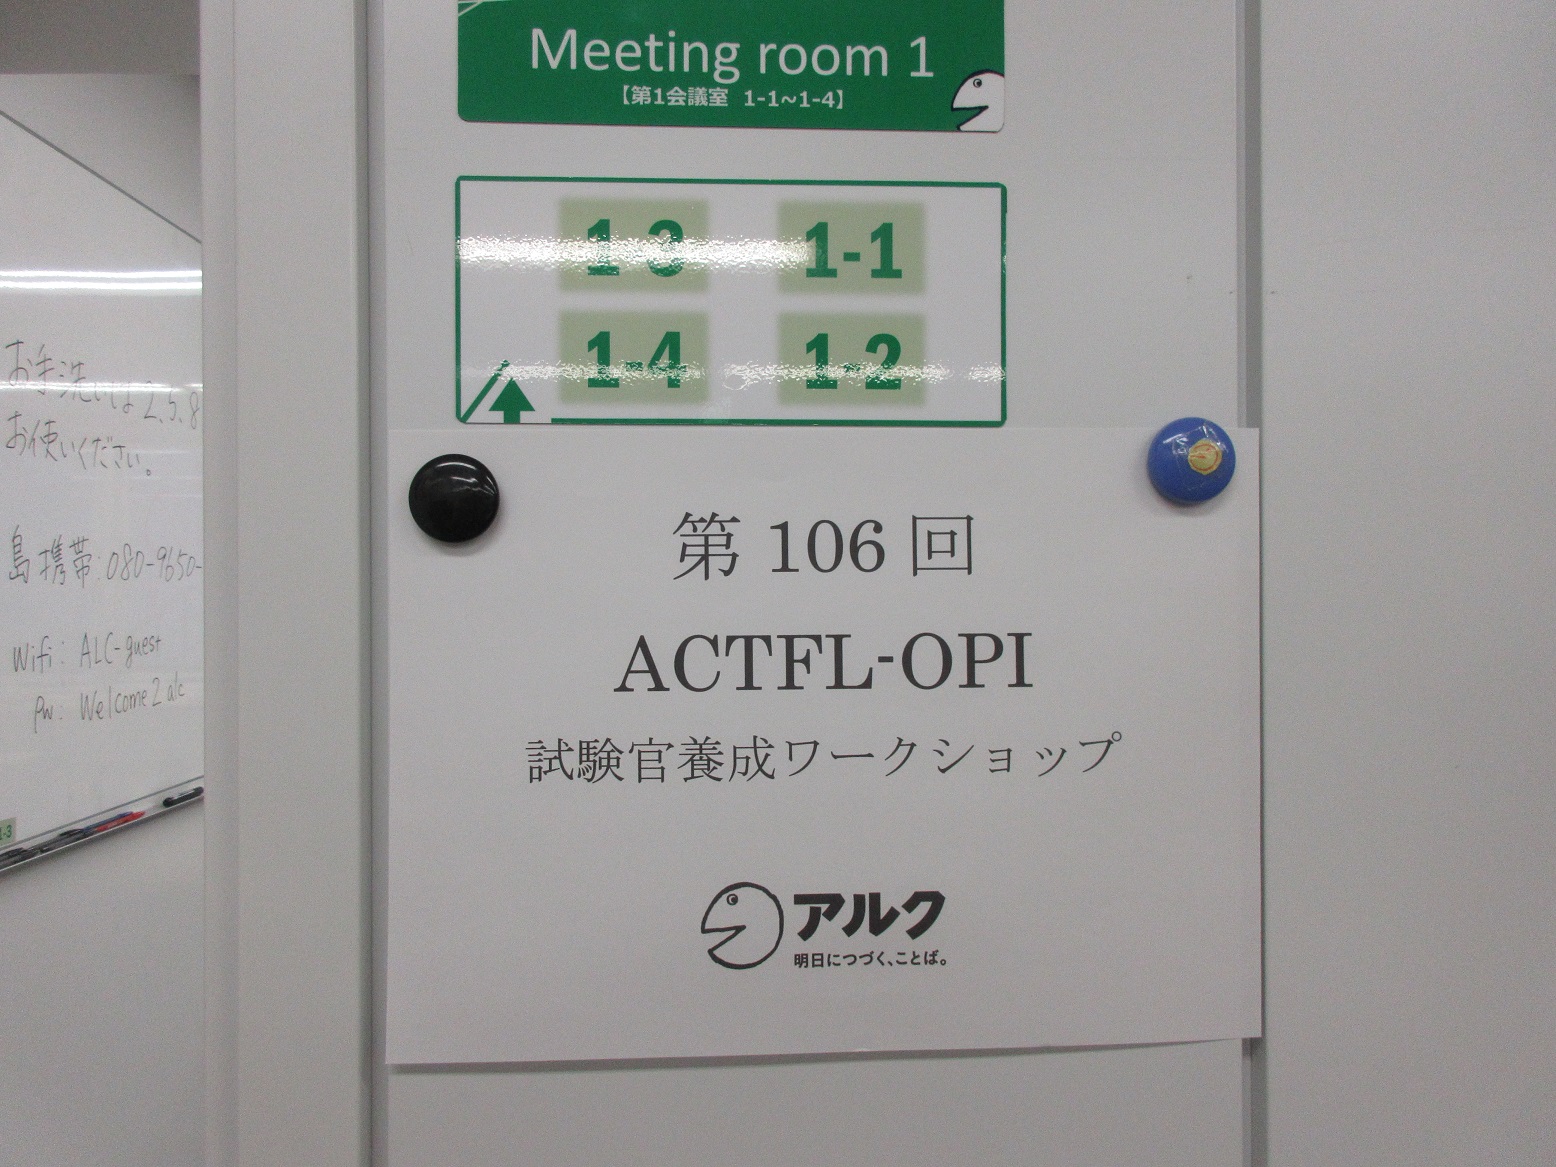 Meeting room 1
【第1会議室 1-1~1-4】
1-3 1-1
1-4 1-2
第 106 回
ACTFL-OPI
試験官養成ワークショップ
アルク
明日につづく、ことば。
お手洗いは2.5.8
お使いください。
島携帯:080-9650-
Wifi: ALC-guest
Pw: Welcome2alc
1-3